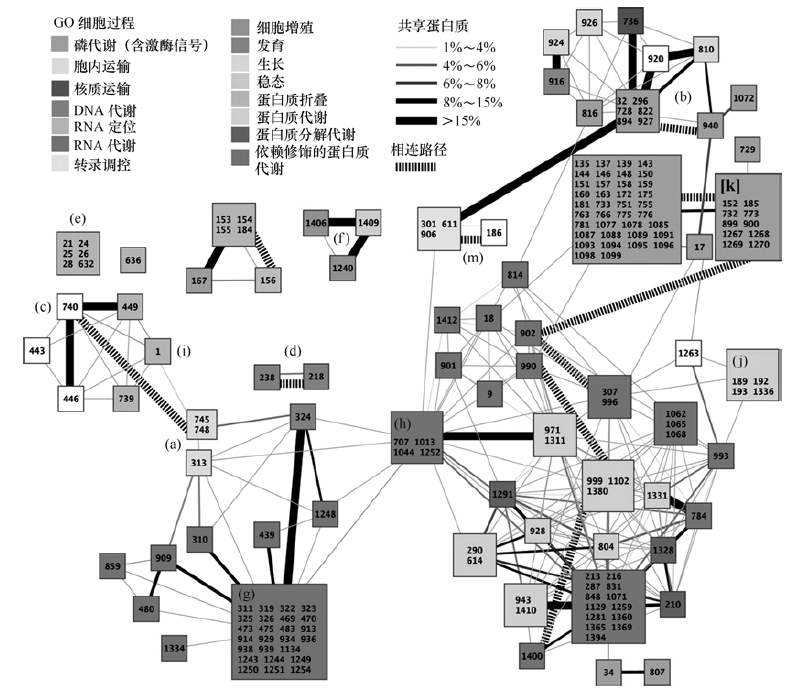 GO 细胞过程
磷代谢（含激酶信号）
胞内运输
核质运输
DNA 代谢
RNA 定位
RNA 代谢
转录调控
细胞增殖
发育
生长
稳态
蛋白质折叠
蛋白质代谢
蛋白质分解代谢
依赖修饰的蛋白质
代谢
共享蛋白质
1%～4%
4%～6%
6%～8%
8%～15%
＞15%
相连路径
926
736
924
920
810
916
816
32 296
728 822
894 927
(b)
940
1072
729
135 137 139 143
144 146 148 150
151 157 158 159
160 163 172 175
181 733 751 755
763 766 775 776
781 1077 1078 1085
1087 1088 1089 1091
1093 1094 1095 1096
1098 1099
[k]
152 185
732 773
899 900
1267 1268
1269 1270
17
301 611
906
186
(m)
(e)
21 24
25 26
28 632
636
153 154
155 184
167
156
1406
1409
(f)
1240
(c)
740
449
443
1
(i)
446
739
(d)
238
218
745
748
(a)
313
324
310
439
1248
859
909
480
1334
(g)
311 319 322 323
325 326 469 470
473 475 483 913
914 929 934 936
938 939 1134
1243 1244 1249
1250 1251 1254
(h)
707 1013
1044 1252
814
1412
18
902
901
990
9
307
996
1263
(j)
189 192
193 1336
971
1311
1062
1065
1068
993
999 1102
1380
1331
784
1291
928
804
1328
290
614
943
1410
213 216
287 831
848 1071
1129 1259
1281 1360
1365 1369
1394
210
1400
34
807